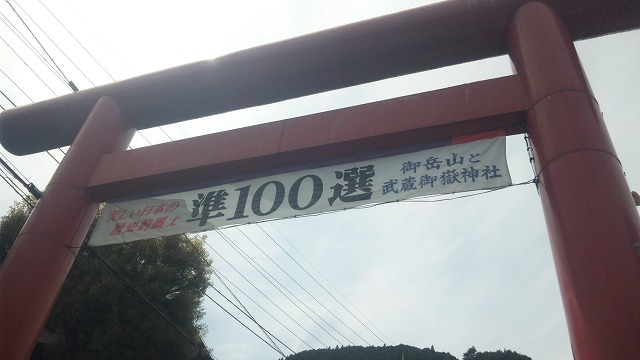 美しい日本の
歴史的風土
準100選
御岳山と
武蔵御嶽神社